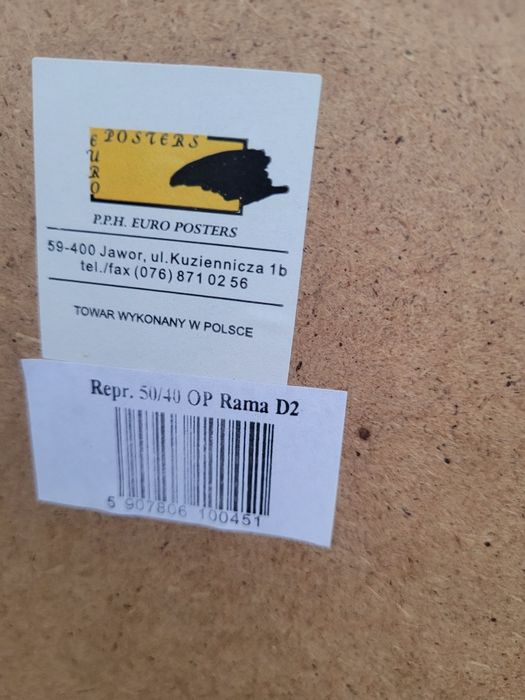 POSTERS
EURO
P.P.H. EURO POSTERS
59-400 Jawor, ul.Kuziennicza 1b
tel./fax (076) 871 02 56
TOWAR WYKONANY W POLSCE
Repr. 50/40 OP Rama D2
5 907806 100451